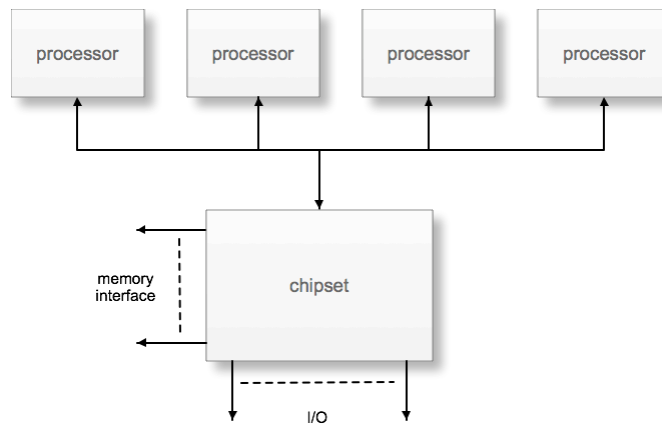 processor
processor
processor
processor
chipset
memory
interface
I/O